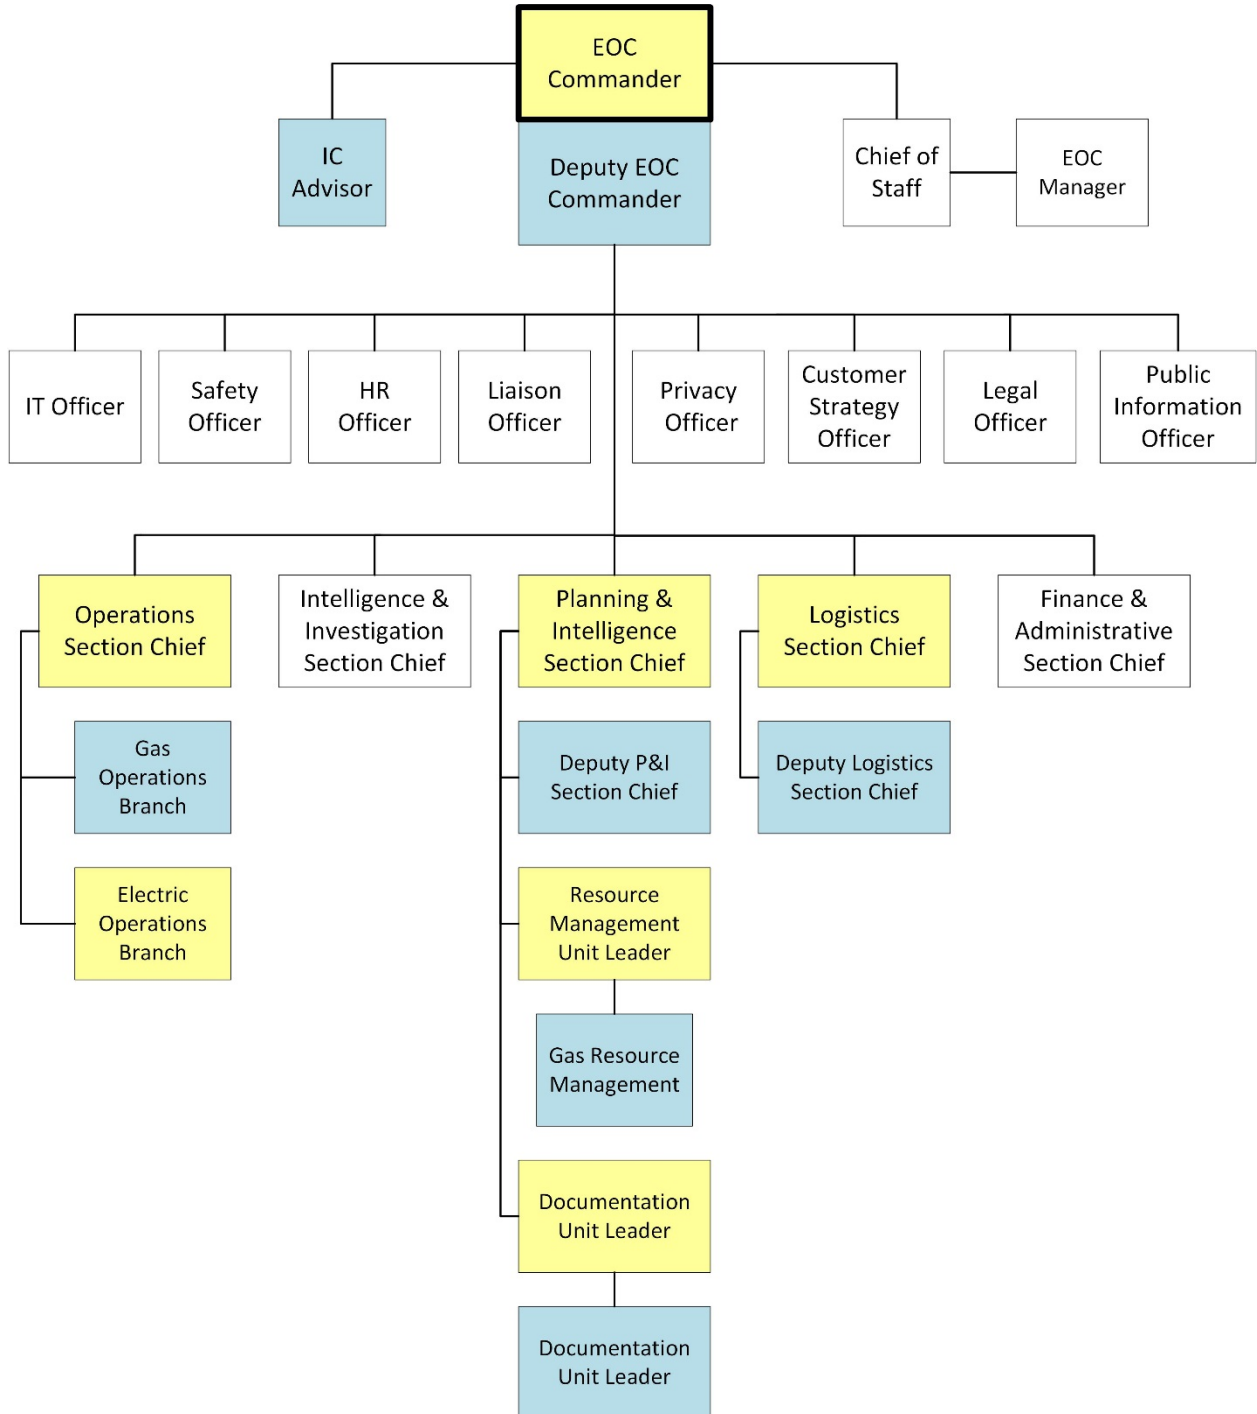 EOC
Commander
IC
Advisor
Deputy EOC
Commander
Chief of
Staff
EOC
Manager
IT Officer
Safety
Officer
HR
Officer
Liaison
Officer
Privacy
Officer
Customer
Strategy
Officer
Legal
Officer
Public
Information
Officer
Operations
Section Chief
Intelligence &
Investigation
Section Chief
Planning &
Intelligence
Section Chief
Logistics
Section Chief
Finance &
Administrative
Section Chief
Gas
Operations
Branch
Deputy P&I
Section Chief
Deputy Logistics
Section Chief
Electric
Operations
Branch
Resource
Management
Unit Leader
Gas Resource
Management
Documentation
Unit Leader
Documentation
Unit Leader